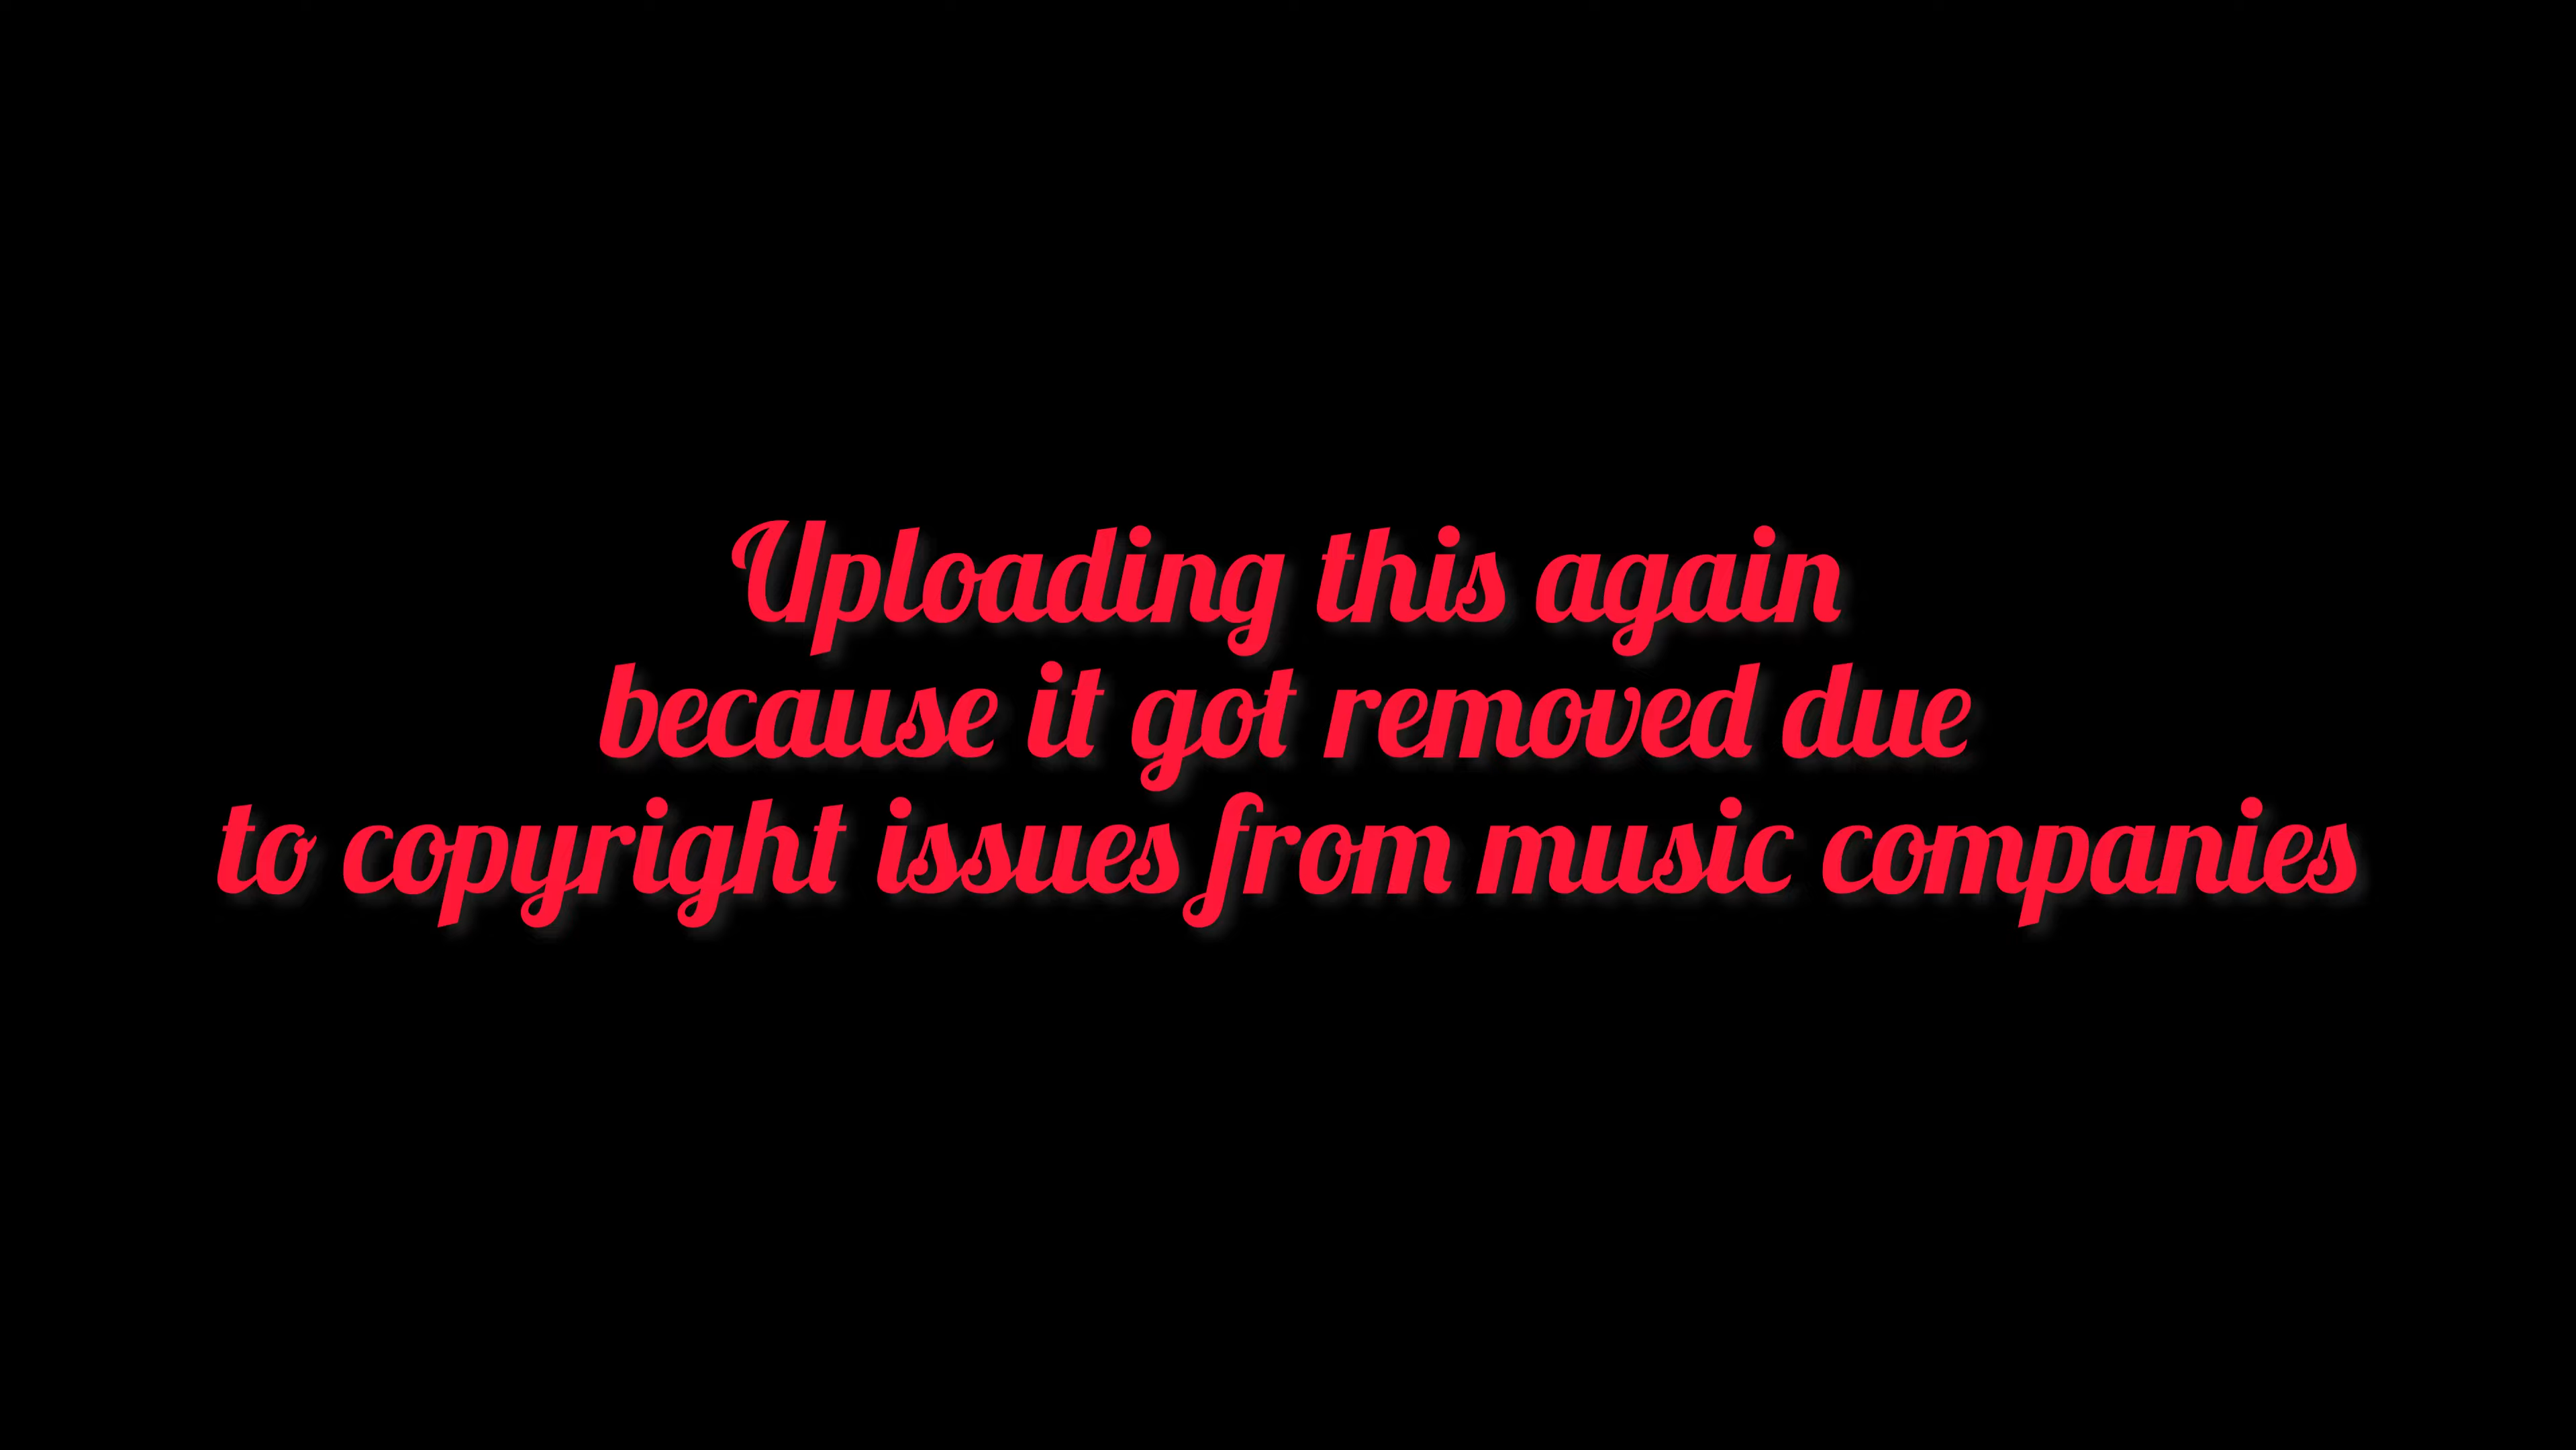 Uploading this again
because it got removed due
to copyright issues from music companies